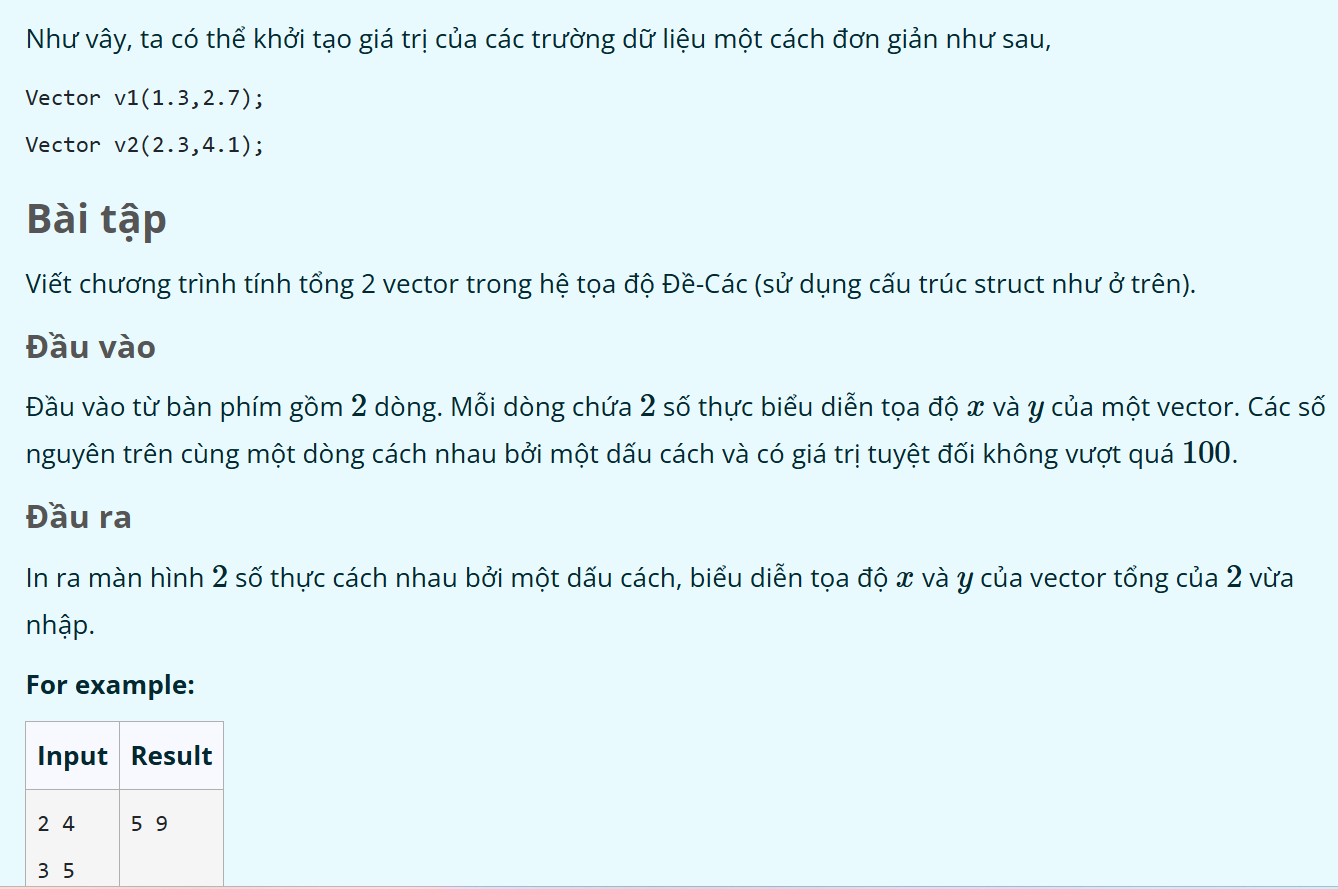 Như vây, ta có thể khởi tạo giá trị của các trường dữ liệu một cách đơn giản như sau,
Vector v1(1.3,2.7);
Vector v2(2.3,4.1);
Bài tập
Viết chương trình tính tổng 2 vector trong hệ tọa độ Đề-Các (sử dụng cấu trúc struct như ở trên).
Đầu vào
Đầu vào từ bàn phím gồm 2 dòng. Mỗi dòng chứa 2 số thực biểu diễn tọa độ x và y của một vector. Các số
nguyên trên cùng một dòng cách nhau bởi một dấu cách và có giá trị tuyệt đối không vượt quá 100.
Đầu ra
In ra màn hình 2 số thực cách nhau bởi một dấu cách, biểu diễn tọa độ x và y của vector tổng của 2 vừa
nhập.
For example:
Input Result
2 4 5 9
3 5